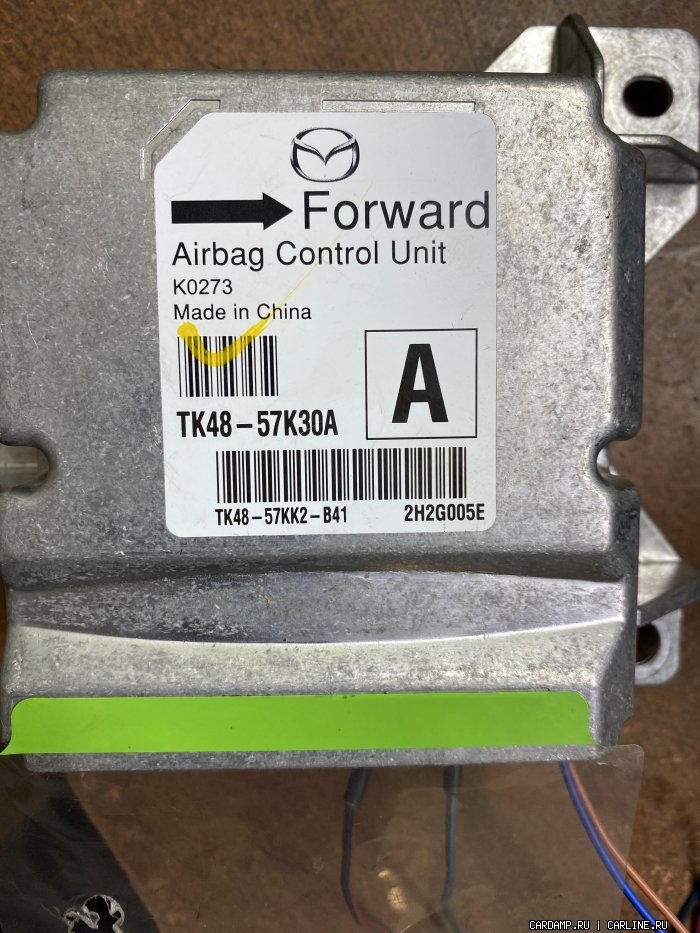 Forward
Airbag Control Unit
K0273
Made in China
TK48-57K30A
A
TK48-57KK2-B41 2H2G005E
CARDAMP.RU | CARLINE.RU